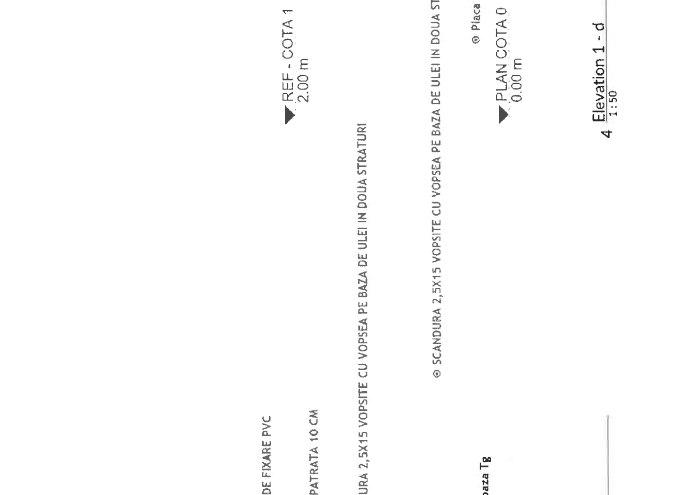 DE FIXARE PVC
REF - COTA 1
2.00 m
PATRATA 10 CM
URA 2,5X15 VOPSITE CU VOPSEA PE BAZA DE ULEI IN DOUA STRATURI
⊙ SCANDURA 2,5X15 VOPSITE CU VOPSEA PE BAZA DE ULEI IN DOUA ST
⊙ Placa
baza Tg
PLAN COTA 0
0.00 m
4 Elevation 1 - d
1:50